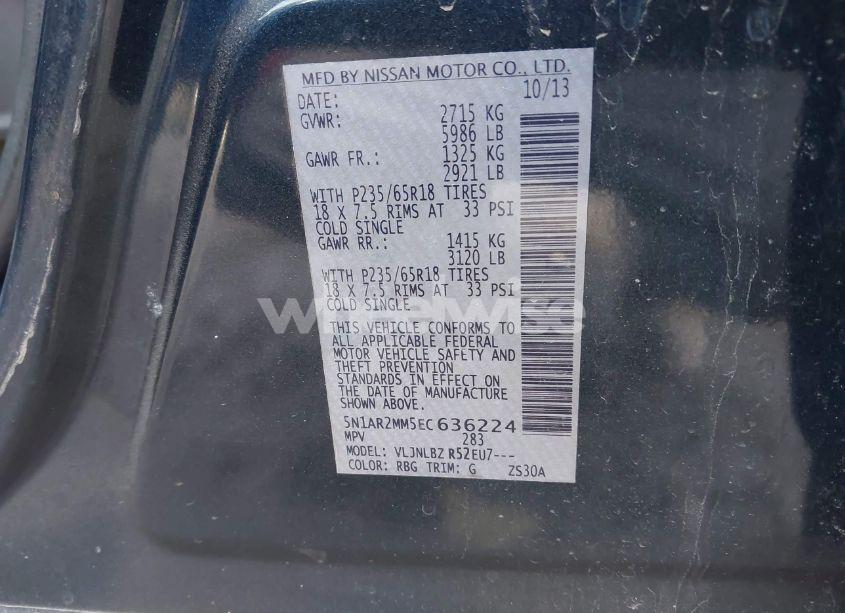 MFD BY NISSAN MOTOR CO., LTD.
DATE: 10/13
GVWR: 2715 KG
5986 LB
GAWR FR.: 1325 KG
2921 LB
WITH P235/65R18 TIRES
18 X 7.5 RIMS AT 33 PSI
COLD SINGLE
GAWR RR.: 1415 KG
3120 LB
WITH P235/65R18 TIRES
18 X 7.5 RIMS AT 33 PSI
COLD SINGLE
wheelwise
THIS VEHICLE CONFORMS TO
ALL APPLICABLE FEDERAL
MOTOR VEHICLE SAFETY AND
THEFT PREVENTION
STANDARDS IN EFFECT ON
THE DATE OF MANUFACTURE
SHOWN ABOVE.
5N1AR2MM5EC 636224
MPV 283
MODEL: VLJNLBZ R52EU7---
COLOR: RBG TRIM: G ZS30A